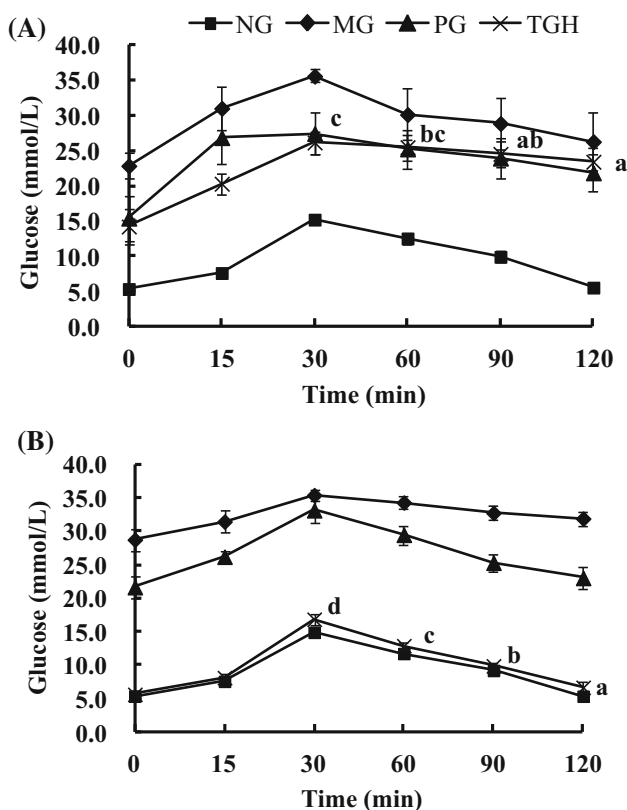 (A)
NG MG PG TGH
40.0
35.0
30.0
25.0
20.0
15.0
10.0
5.0
0.0
Glucose (mmol/L)
c
bc
ab
a
0 15 30 60 90 120
Time (min)
(B)
40.0
35.0
30.0
25.0
20.0
15.0
10.0
5.0
0.0
Glucose (mmol/L)
d
c
b
a
0 15 30 60 90 120
Time (min)